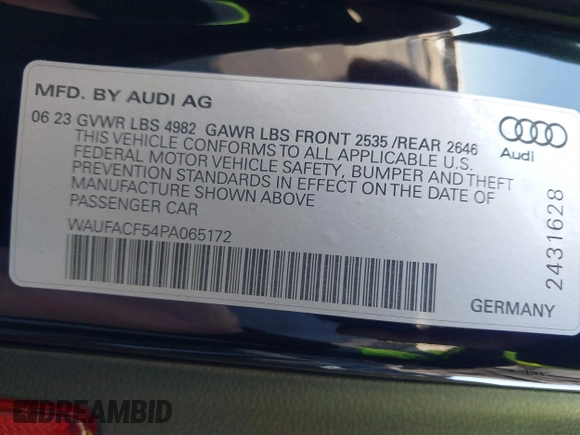 MFD. BY AUDI AG
06 23 GVWR LBS 4982 GAWR LBS FRONT 2535 /REAR 2646
THIS VEHICLE CONFORMS TO ALL APPLICABLE U.S.
FEDERAL MOTOR VEHICLE SAFETY, BUMPER AND THEFT
PREVENTION STANDARDS IN EFFECT ON THE DATE OF
MANUFACTURE SHOWN ABOVE
PASSENGER CAR
WAUFACF54PA065172
Audi
2431628
GERMANY
DREAMBID